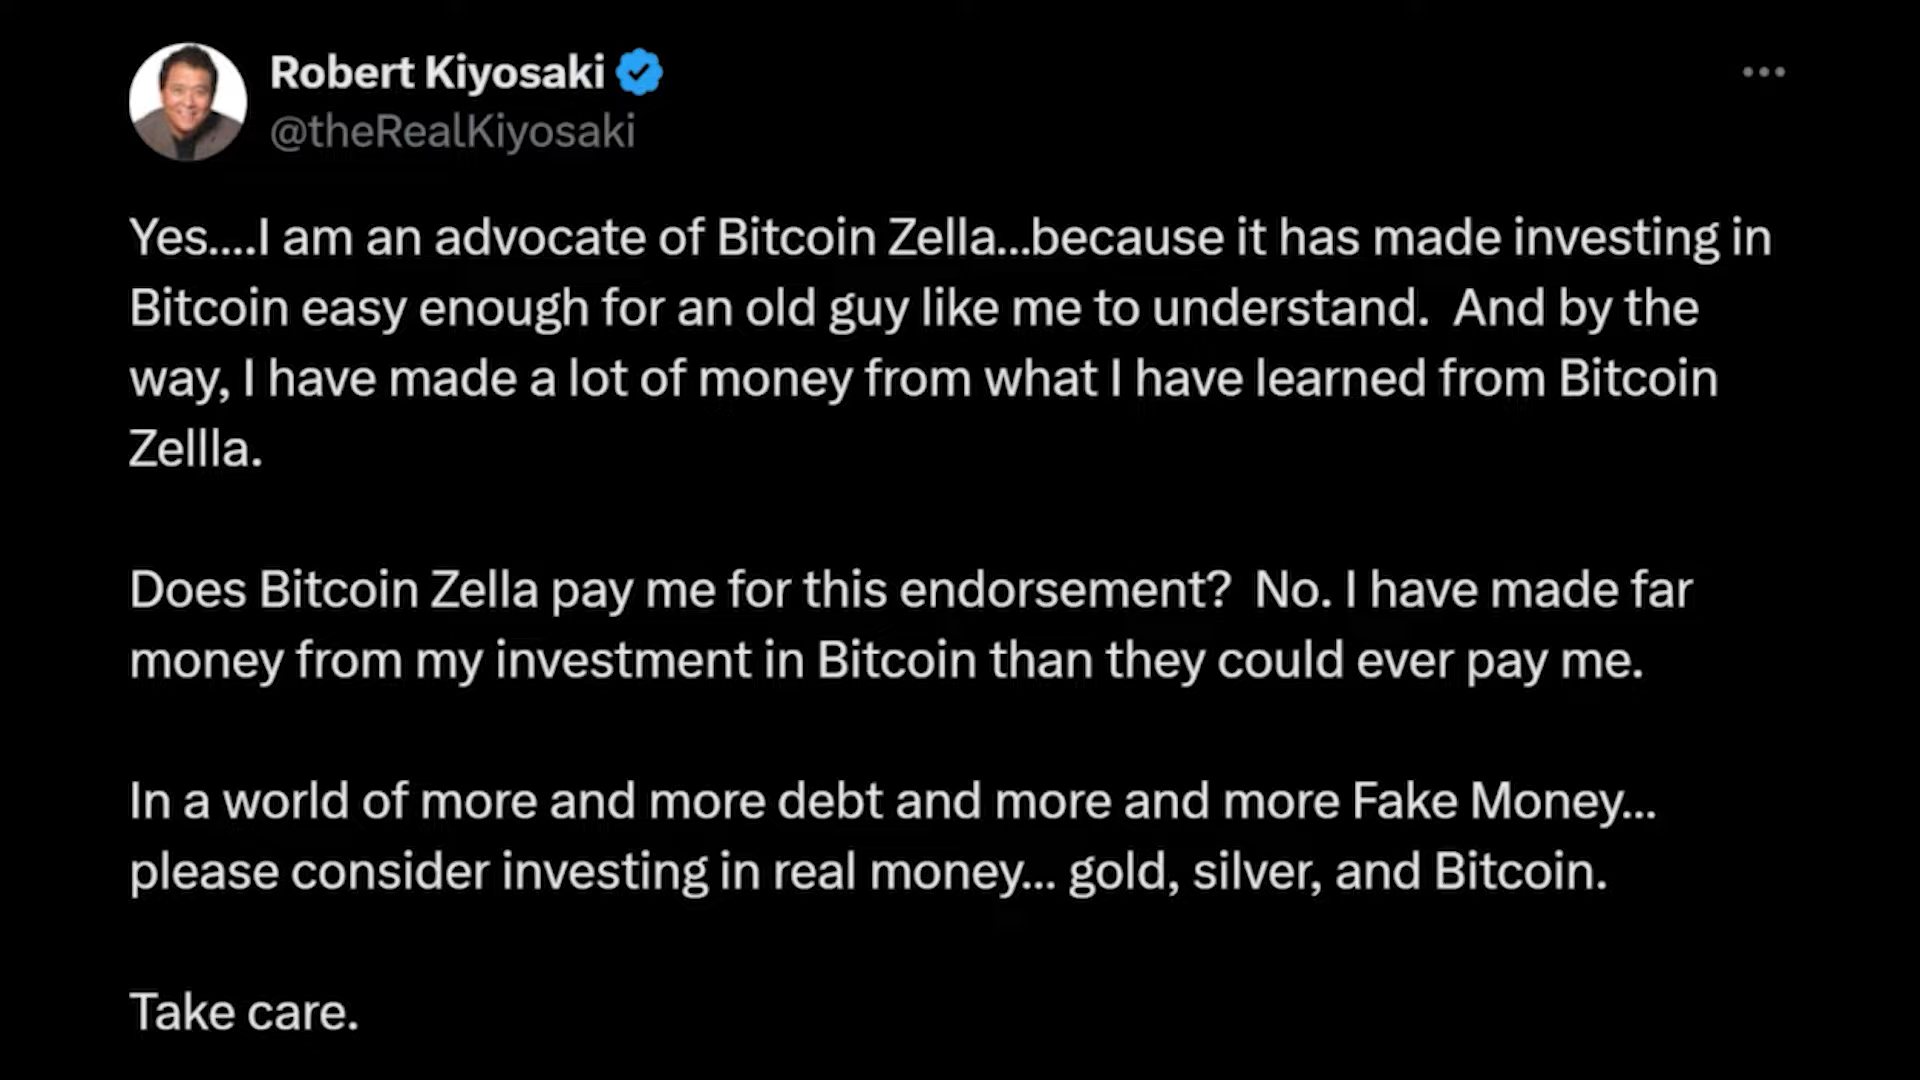 Robert Kiyosaki
@theRealKiyosaki
Yes....I am an advocate of Bitcoin Zella...because it has made investing in
Bitcoin easy enough for an old guy like me to understand.  And by the
way, I have made a lot of money from what I have learned from Bitcoin
Zellla.
Does Bitcoin Zella pay me for this endorsement?  No. I have made far
money from my investment in Bitcoin than they could ever pay me.
In a world of more and more debt and more and more Fake Money...
please consider investing in real money... gold, silver, and Bitcoin.
Take care.